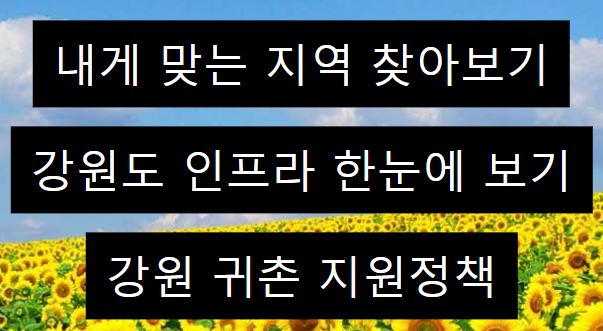 내게 맞는 지역 찾아보기
강원도 인프라 한눈에 보기
강원 귀촌 지원정책